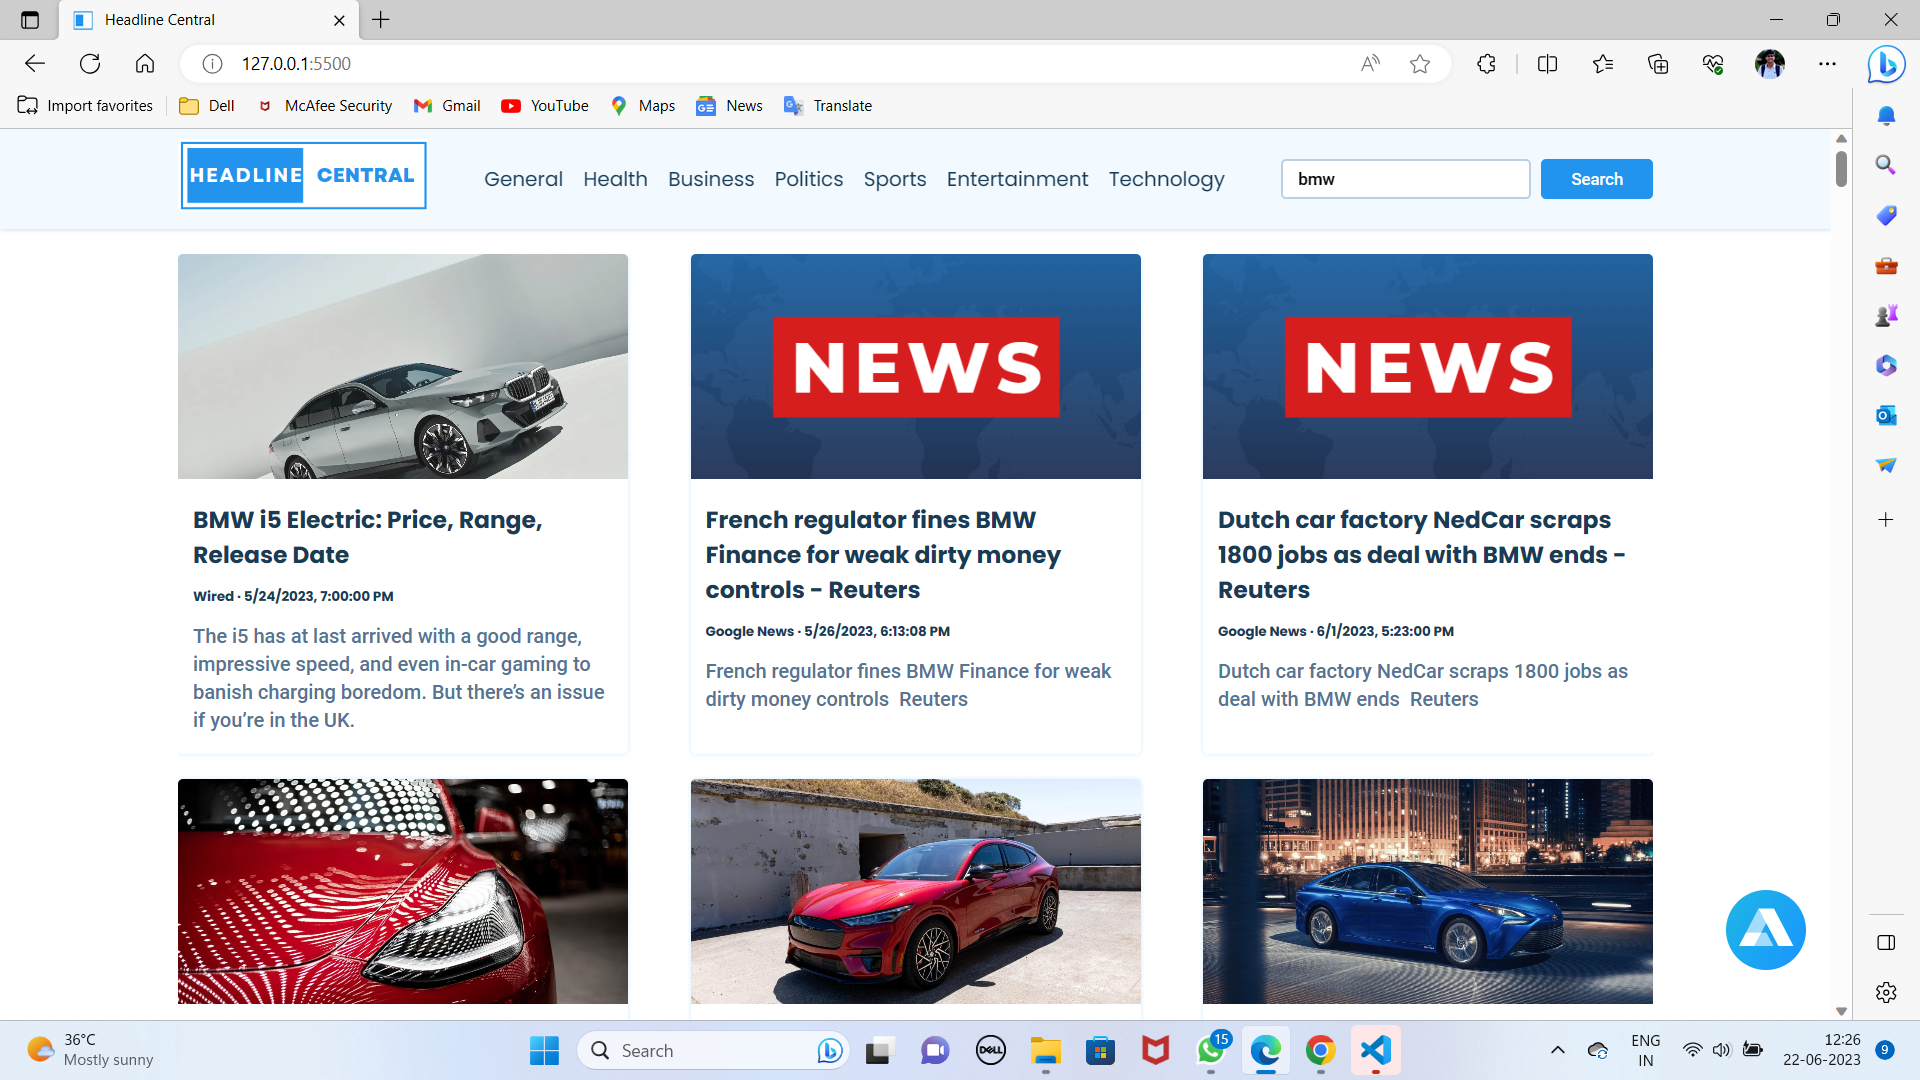 Headline Central
127.0.0.1:5500
Import favorites Dell McAfee Security Gmail YouTube Maps News Translate
HEADLINE CENTRAL
General Health Business Politics Sports Entertainment Technology
bmw
Search
NEWS
NEWS
BMW i5 Electric: Price, Range,
Release Date
Wired · 5/24/2023, 7:00:00 PM
The i5 has at last arrived with a good range,
impressive speed, and even in-car gaming to
banish charging boredom. But there’s an issue
if you’re in the UK.
French regulator fines BMW
Finance for weak dirty money
controls - Reuters
Google News · 5/26/2023, 6:13:08 PM
French regulator fines BMW Finance for weak
dirty money controls  Reuters
Dutch car factory NedCar scraps
1800 jobs as deal with BMW ends -
Reuters
Google News · 6/1/2023, 5:23:00 PM
Dutch car factory NedCar scraps 1800 jobs as
deal with BMW ends  Reuters
36°C
Mostly sunny
Search
DELL
15
ENG
IN
12:26
22-06-2023
9